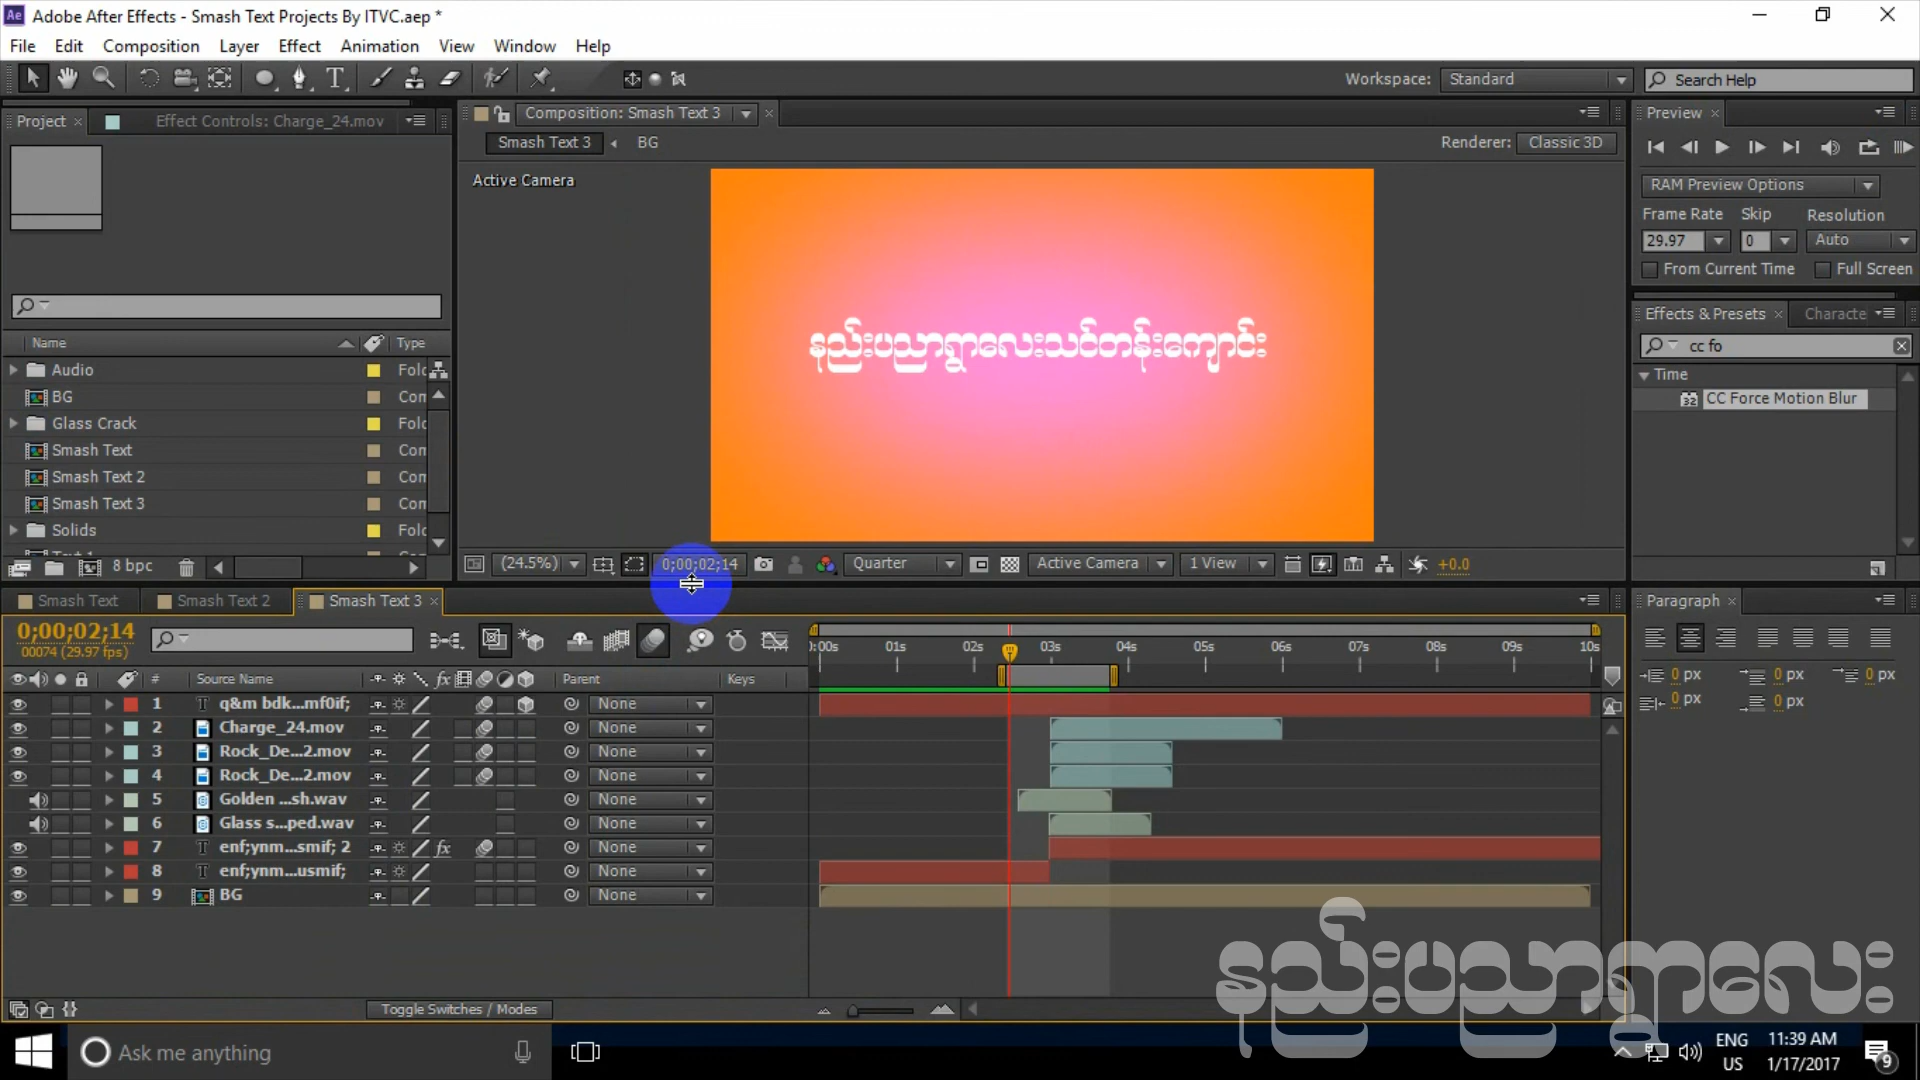 Adobe After Effects - Smash Text Projects By ITVC.aep *
File Edit Composition Layer Effect Animation View Window Help
Workspace: Standard Search Help
Project × Effect Controls: Charge_24.mov
Composition: Smash Text 3
Smash Text 3 BG
Renderer: Classic 3D
Active Camera
နည်းပညာရွာလေးသင်တန်းကျောင်း
Preview
RAM Preview Options
Frame Rate Skip Resolution
29.97 0 Auto
From Current Time Full Screen
Effects & Presets × Characte
cc fo
Time
CC Force Motion Blur
Name Type
Audio Fold
BG Com
Glass Crack Fold
Smash Text Com
Smash Text 2 Com
Smash Text 3 Com
Solids Fold
Text 1
8 bpc
(24.5%) 0;00;02;14 Quarter Active Camera 1 View +0.0
Smash Text Smash Text 2 Smash Text 3 ×
0;00;02;14
00074 (29.97 fps)
):00s 01s 02s 03s 04s 05s 06s 07s 08s 09s 10s
# Source Name fx Parent Keys
1 T q&m bdk...mf0if; None
2 Charge_24.mov None
3 Rock_De...2.mov None
4 Rock_De...2.mov None
5 Golden ...sh.wav None
6 Glass s...ped.wav None
7 T enf;ynm...smif; 2 fx None
8 T enf;ynm...usmif; None
9 BG None
Toggle Switches / Modes
Paragraph ×
0 px 0 px 0 px
0 px 0 px
နည်းပညာရွာလေး
Ask me anything
ENG
US
11:39 AM
1/17/2017
9